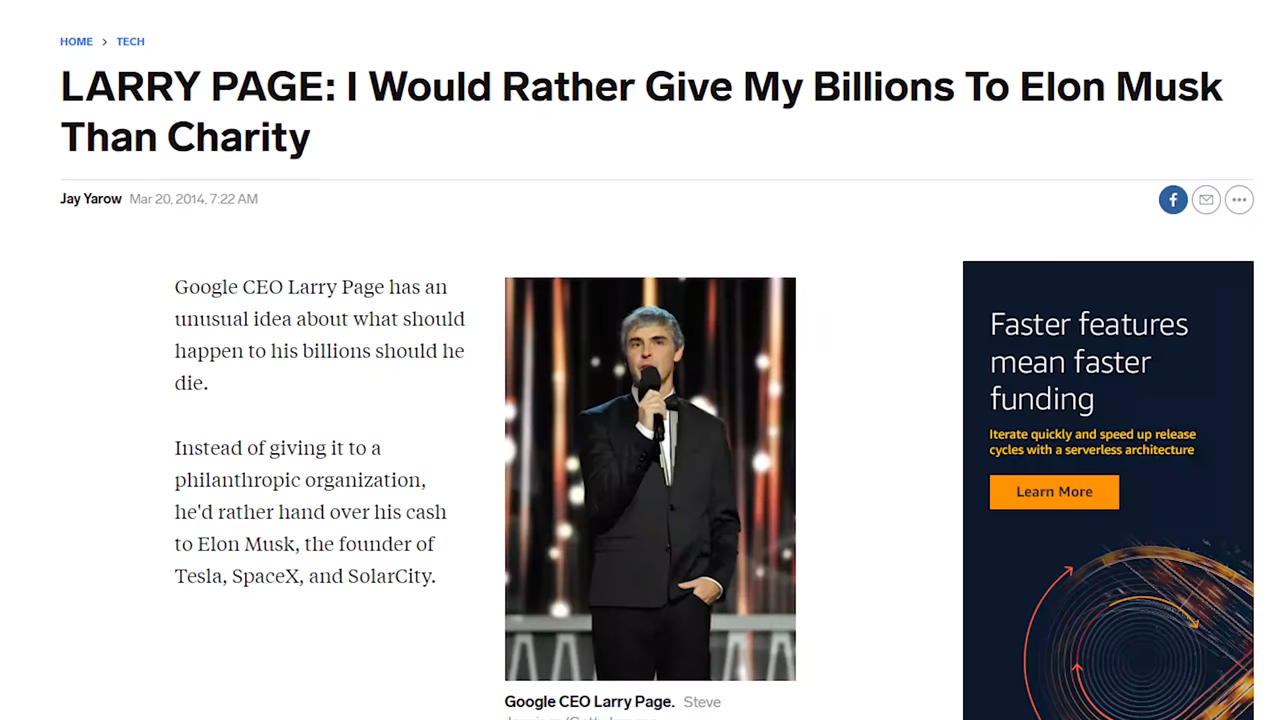 HOME > TECH
LARRY PAGE: I Would Rather Give My Billions To Elon Musk
Than Charity
Jay Yarow Mar 20, 2014, 7:22 AM
Google CEO Larry Page has an
unusual idea about what should
happen to his billions should he
die.
Instead of giving it to a
philanthropic organization,
he'd rather hand over his cash
to Elon Musk, the founder of
Tesla, SpaceX, and SolarCity.
Google CEO Larry Page. Steve
Faster features
mean faster
funding
Iterate quickly and speed up release
cycles with a serverless architecture
Learn More